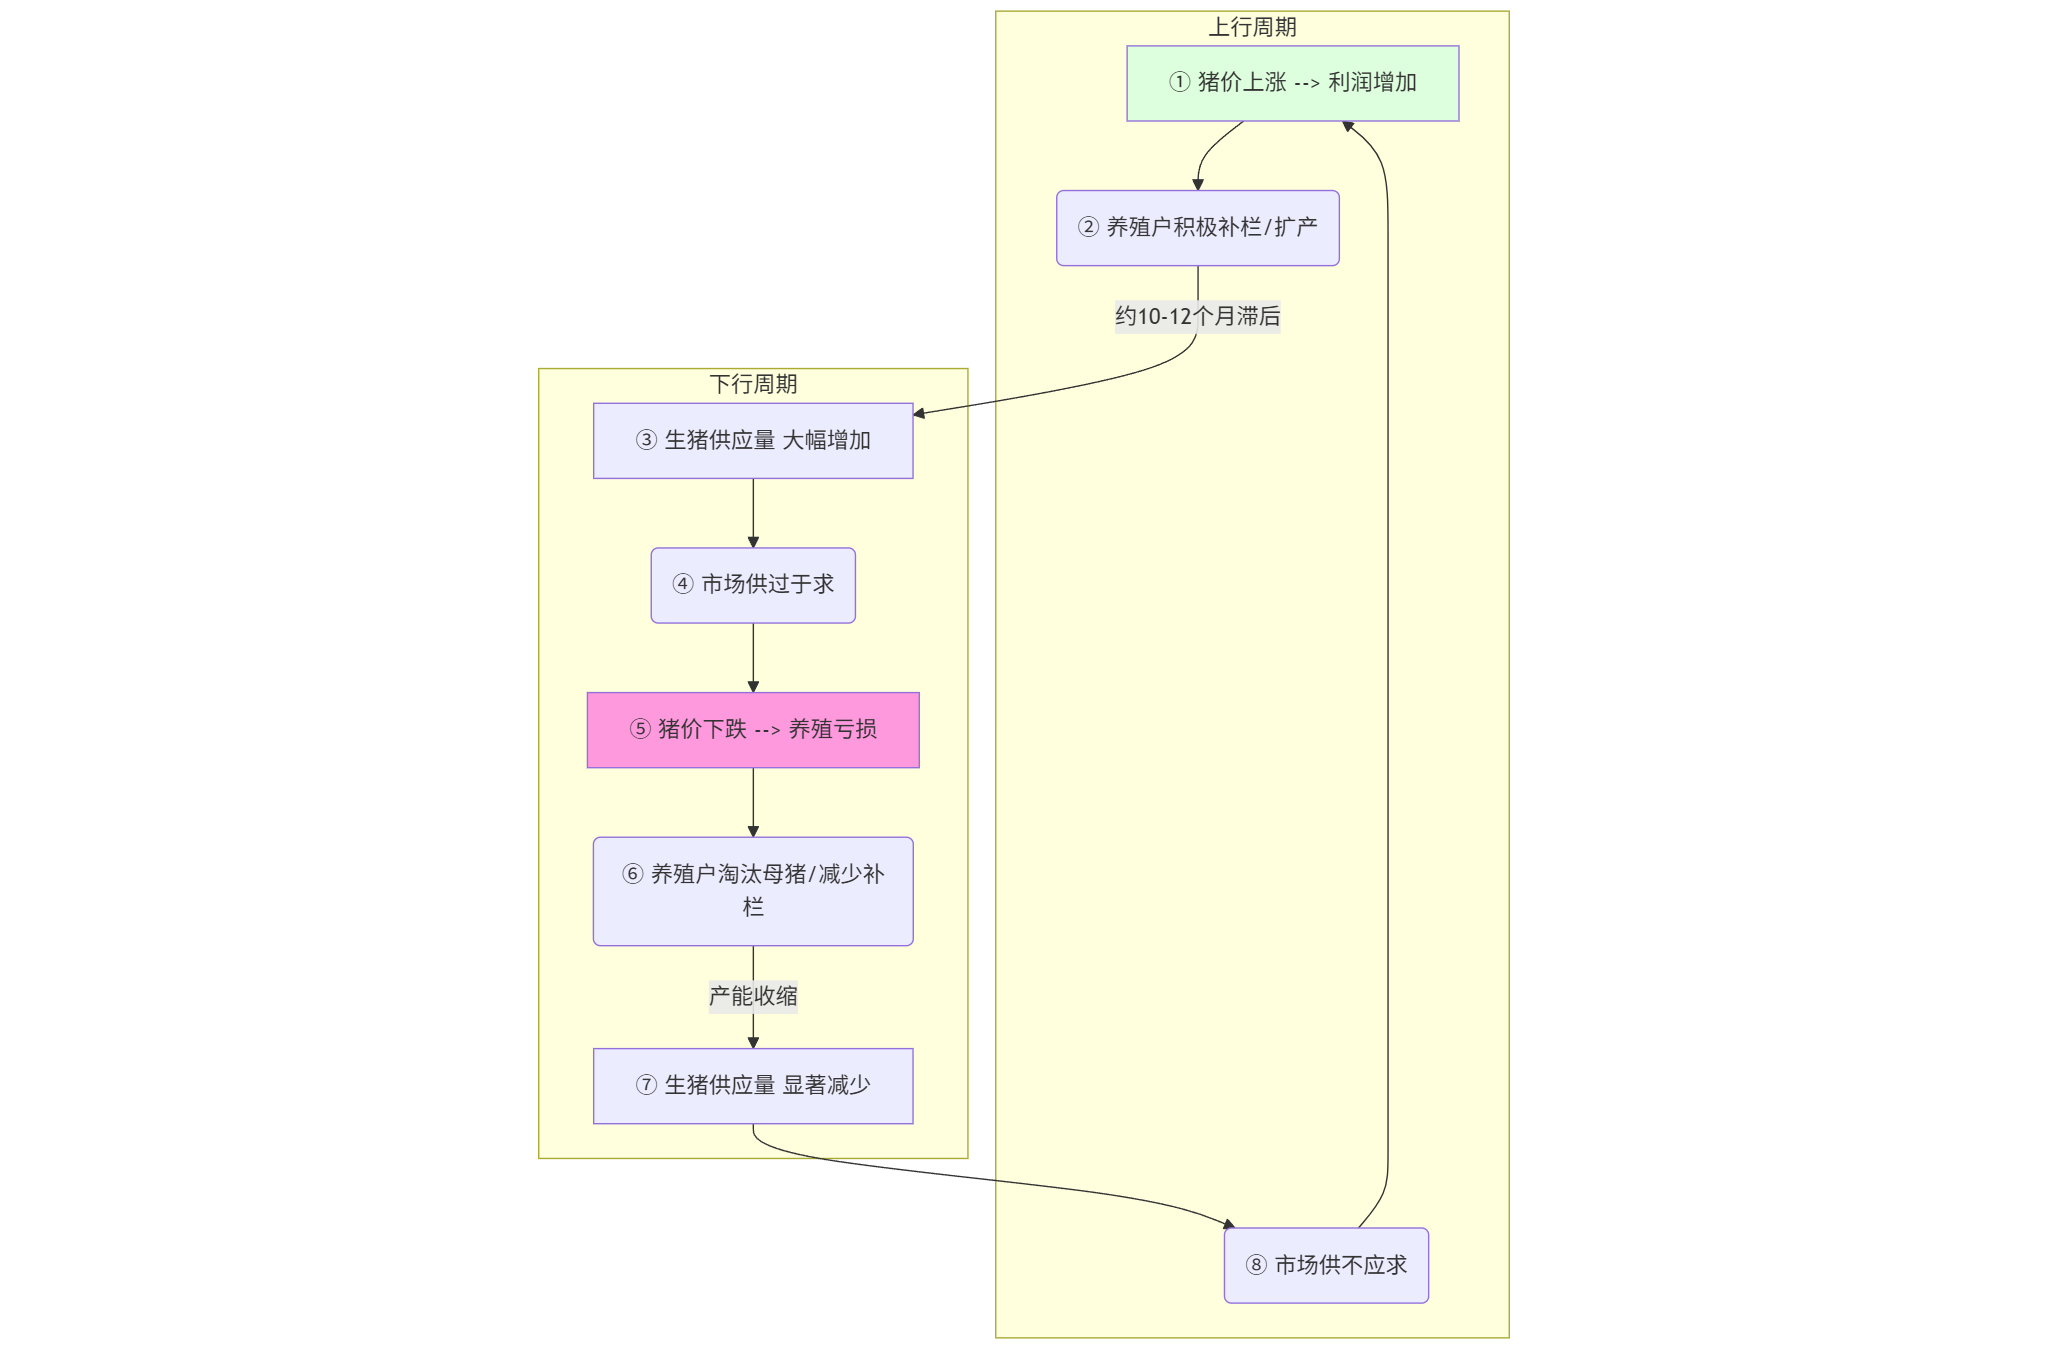 上行周期
① 猪价上涨 --> 利润增加
② 养殖户积极补栏/扩产
约10-12个月滞后
下行周期
③ 生猪供应量 大幅增加
④ 市场供过于求
⑤ 猪价下跌 --> 养殖亏损
⑥ 养殖户淘汰母猪/减少补
栏
产能收缩
⑦ 生猪供应量 显著减少
⑧ 市场供不应求